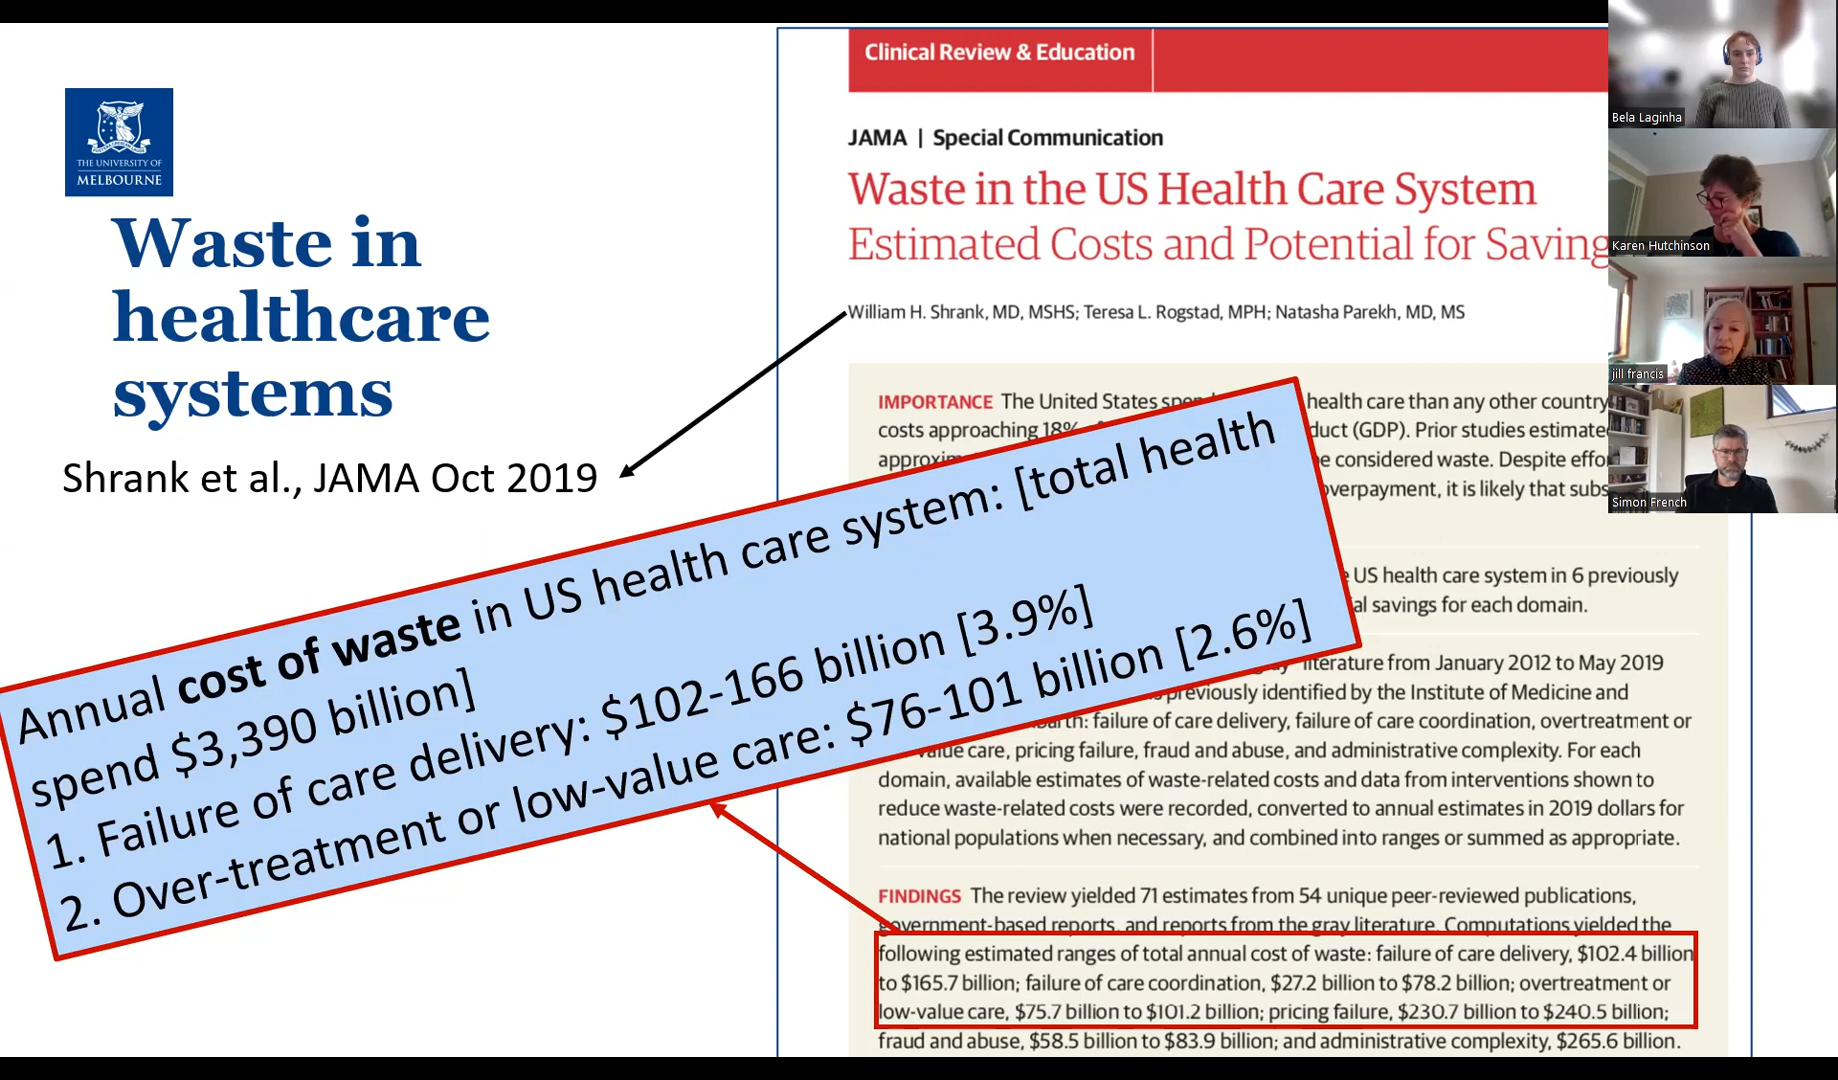 THE UNIVERSITY OF
MELBOURNE
Waste in
healthcare
systems
Shrank et al., JAMA Oct 2019
Annual cost of waste in US health care system: [total health
spend $3,390 billion]
1. Failure of care delivery: $102-166 billion [3.9%]
2. Over-treatment or low-value care: $76-101 billion [2.6%]
Clinical Review & Education
JAMA | Special Communication
Waste in the US Health Care System
Estimated Costs and Potential for Saving
William H. Shrank, MD, MSHS; Teresa L. Rogstad, MPH; Natasha Parekh, MD, MS
IMPORTANCE The United States health care than any other country
costs approaching 18% (GDP). Prior studies estimate
considered waste. Despite
overpayment, it is likely that
US health care system in 6 previously
savings for each domain.
literature from January 2012 to May 2019
previously identified by the Institute of Medicine and
failure of care delivery, failure of care coordination, overtreatment or
care, pricing failure, fraud and abuse, and administrative complexity. For each
domain, available estimates of waste-related costs and data from interventions shown to
reduce waste-related costs were recorded, converted to annual estimates in 2019 dollars for
national populations when necessary, and combined into ranges or summed as appropriate.
FINDINGS The review yielded 71 estimates from 54 unique peer-reviewed publications,
government-based reports, and reports from the gray literature. Computations yielded the
following estimated ranges of total annual cost of waste: failure of care delivery, $102.4 billion
to $165.7 billion; failure of care coordination, $27.2 billion to $78.2 billion; overtreatment or
low-value care, $75.7 billion to $101.2 billion; pricing failure, $230.7 billion to $240.5 billion;
fraud and abuse, $58.5 billion to $83.9 billion; and administrative complexity, $265.6 billion.
Bela Laginha
Karen Hutchinson
jill francis
Simon French